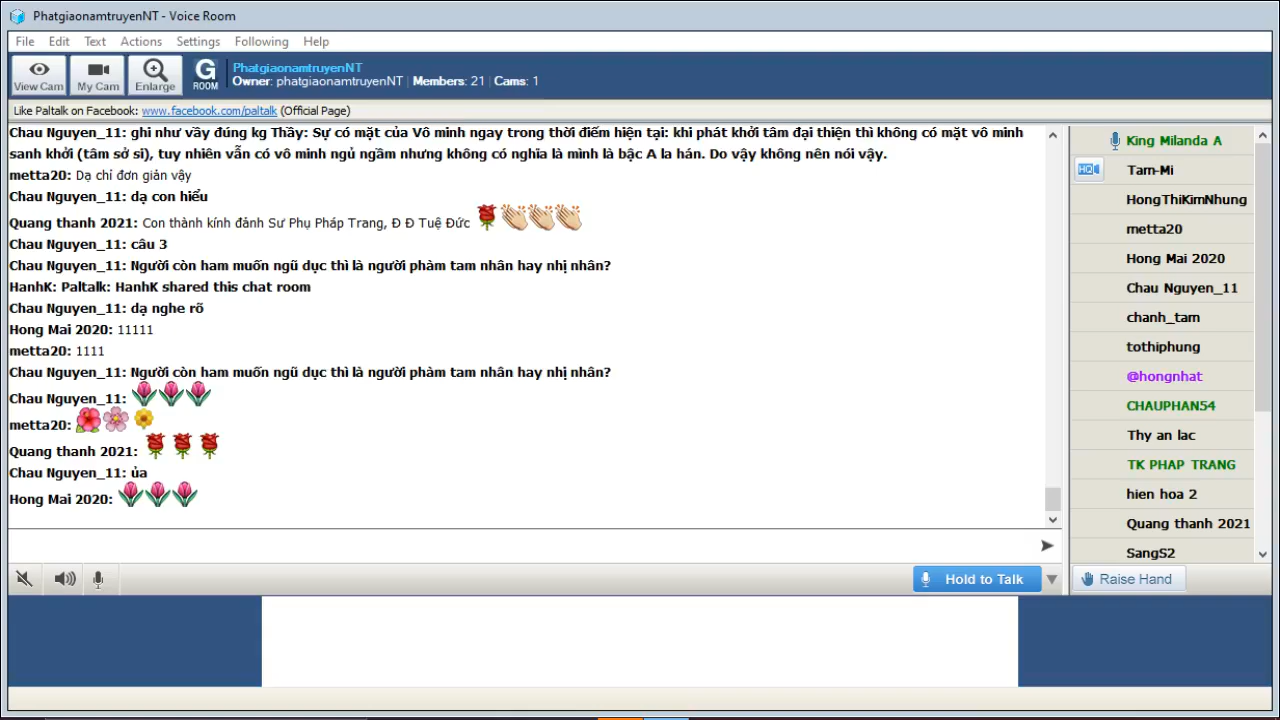 PhatgiaonamtruyenNT - Voice Room
File Edit Text Actions Settings Following Help
View Cam My Cam Enlarge G ROOM
PhatgiaonamtruyenNT
Owner: phatgiaonamtruyenNT | Members: 21 | Cams: 1
Like Paltalk on Facebook: www.facebook.com/paltalk (Official Page)
Chau Nguyen_11: ghi như vầy đúng kg Thầy: Sự có mặt của Vô minh ngay trong thời điểm hiện tại: khi phát khởi tâm đại thiện thì không có mặt vô minh
sanh khởi (tâm sở si), tuy nhiên vẫn có vô minh ngủ ngầm nhưng không có nghĩa là mình là bậc A la hán. Do vậy không nên nói vậy.
metta20: Dạ chỉ đơn giản vậy
Chau Nguyen_11: dạ con hiểu
Quang thanh 2021: Con thành kính đảnh Sư Phụ Pháp Trang, Đ Đ Tuệ Đức
Chau Nguyen_11: câu 3
Chau Nguyen_11: Người còn ham muốn ngũ dục thì là người phàm tam nhân hay nhị nhân?
HanhK: Paltalk: HanhK shared this chat room
Chau Nguyen_11: dạ nghe rõ
Hong Mai 2020: 11111
metta20: 1111
Chau Nguyen_11: Người còn ham muốn ngũ dục thì là người phàm tam nhân hay nhị nhân?
Chau Nguyen_11:
metta20:
Quang thanh 2021:
Chau Nguyen_11: ủa
Hong Mai 2020:
King Milanda A
HQ
Tam-Mi
HongThiKimNhung
metta20
Hong Mai 2020
Chau Nguyen_11
chanh_tam
tothiphung
@hongnhat
CHAUPHAN54
Thy an lac
TK PHAP TRANG
hien hoa 2
Quang thanh 2021
SangS2
Hold to Talk
Raise Hand